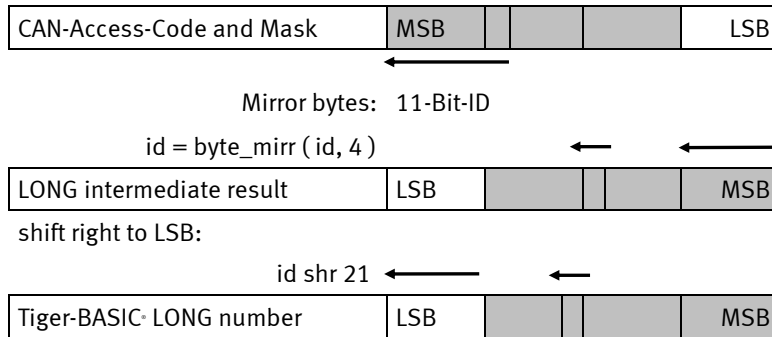 CAN-Access-Code and Mask MSB LSB
Mirror bytes: 11-Bit-ID
id = byte_mirr ( id, 4 )
LONG intermediate result LSB MSB
shift right to LSB:
id shr 21
Tiger-BASIC® LONG number LSB MSB